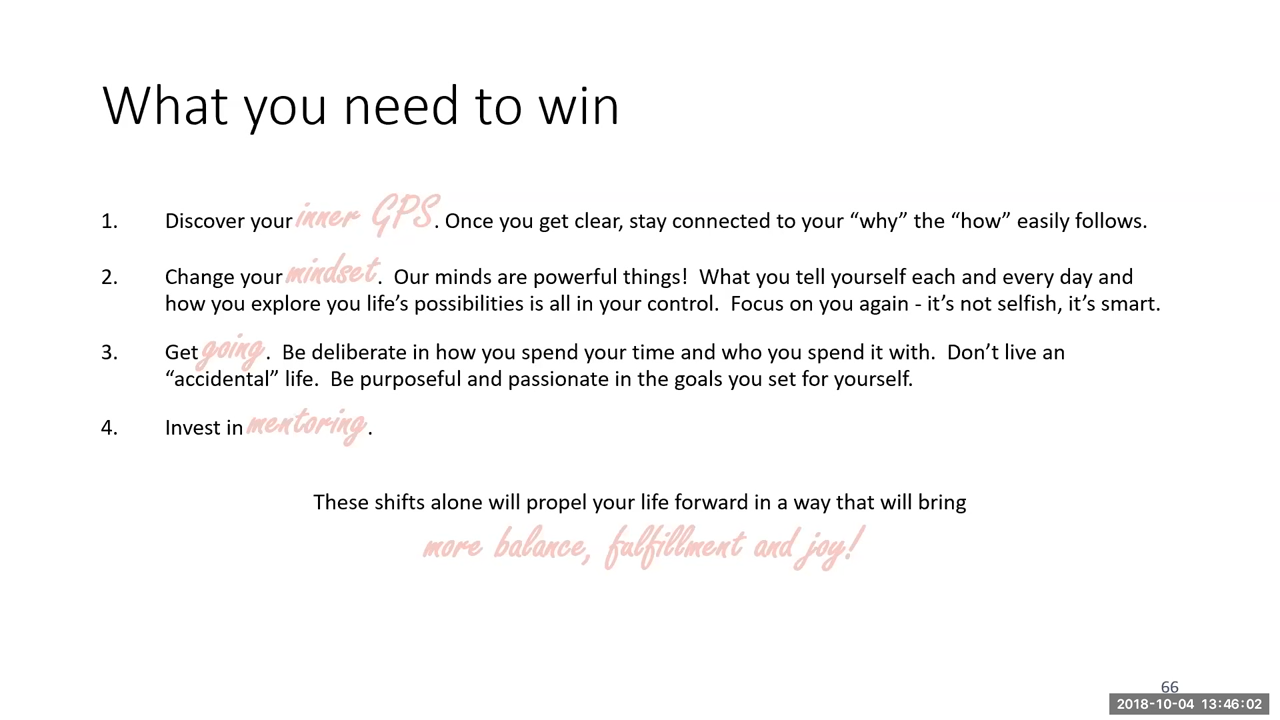 What you need to win
1. Discover your inner GPS. Once you get clear, stay connected to your “why” the “how” easily follows.
2. Change your mindset. Our minds are powerful things! What you tell yourself each and every day and
how you explore you life’s possibilities is all in your control. Focus on you again - it’s not selfish, it’s smart.
3. Get going. Be deliberate in how you spend your time and who you spend it with. Don’t live an
“accidental” life. Be purposeful and passionate in the goals you set for yourself.
4. Invest in mentoring.
These shifts alone will propel your life forward in a way that will bring
more balance, fulfillment and joy!
66
2018-10-04 13:46:02